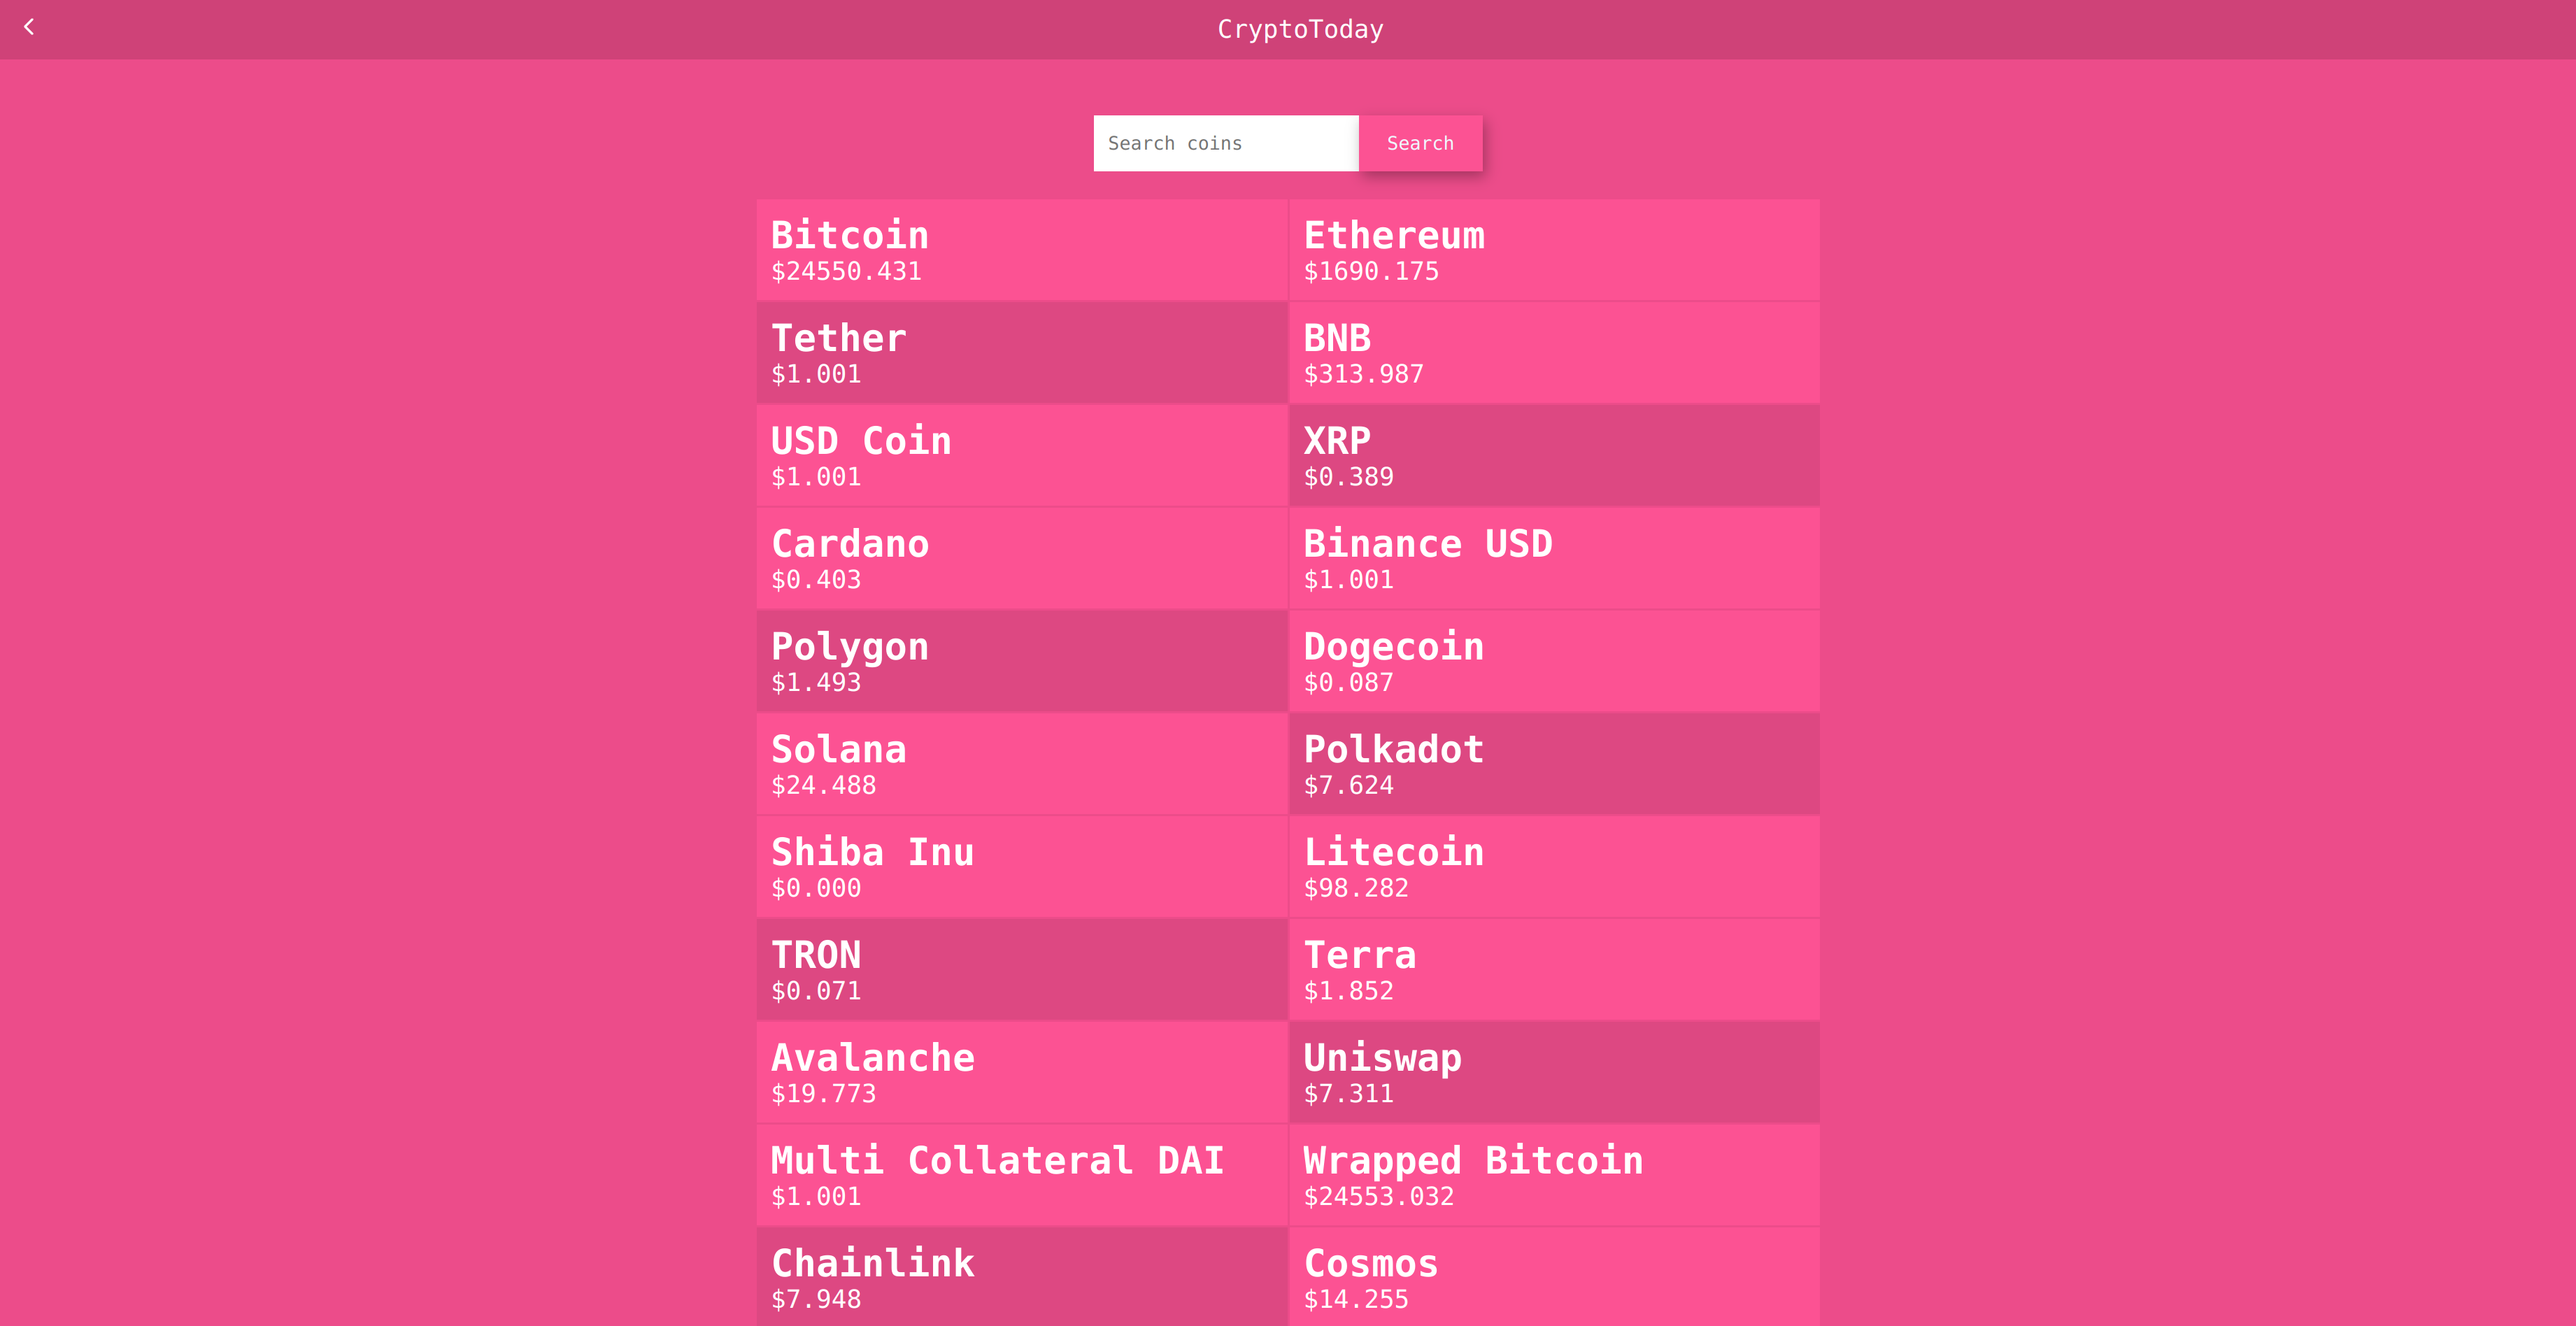 CryptoToday
Search coins
Search
Bitcoin
$24550.431
Ethereum
$1690.175
Tether
$1.001
BNB
$313.987
USD Coin
$1.001
XRP
$0.389
Cardano
$0.403
Binance USD
$1.001
Polygon
$1.493
Dogecoin
$0.087
Solana
$24.488
Polkadot
$7.624
Shiba Inu
$0.000
Litecoin
$98.282
TRON
$0.071
Terra
$1.852
Avalanche
$19.773
Uniswap
$7.311
Multi Collateral DAI
$1.001
Wrapped Bitcoin
$24553.032
Chainlink
$7.948
Cosmos
$14.255